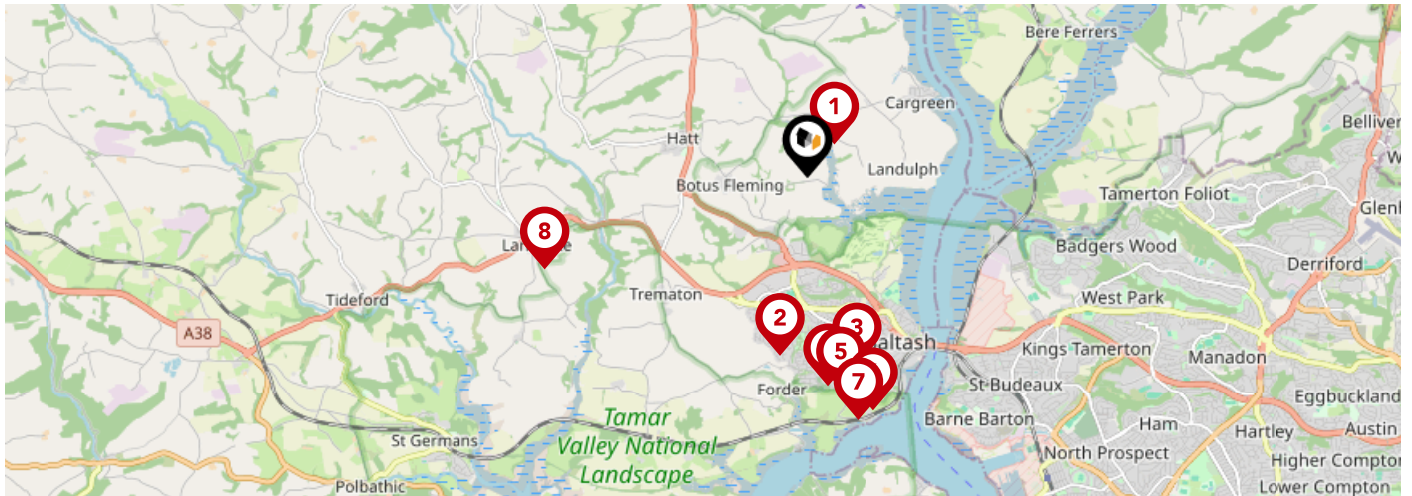 Bere Ferrers
Cargreen
1
Belliver
Hatt
Landulph
Botus Fleming
Tamerton Foliot
8
Badgers Wood
Derriford
Tideford
Trematon
West Park
A38
2
3
altash
5
Kings Tamerton
Manadon
7
Forder
St Budeaux
Eggbuckland
Tamar
Valley National
Landscape
St Germans
Barne Barton
Ham
Hartley
Austin
North Prospect
Higher Compto
Polbathic
Lower Compton